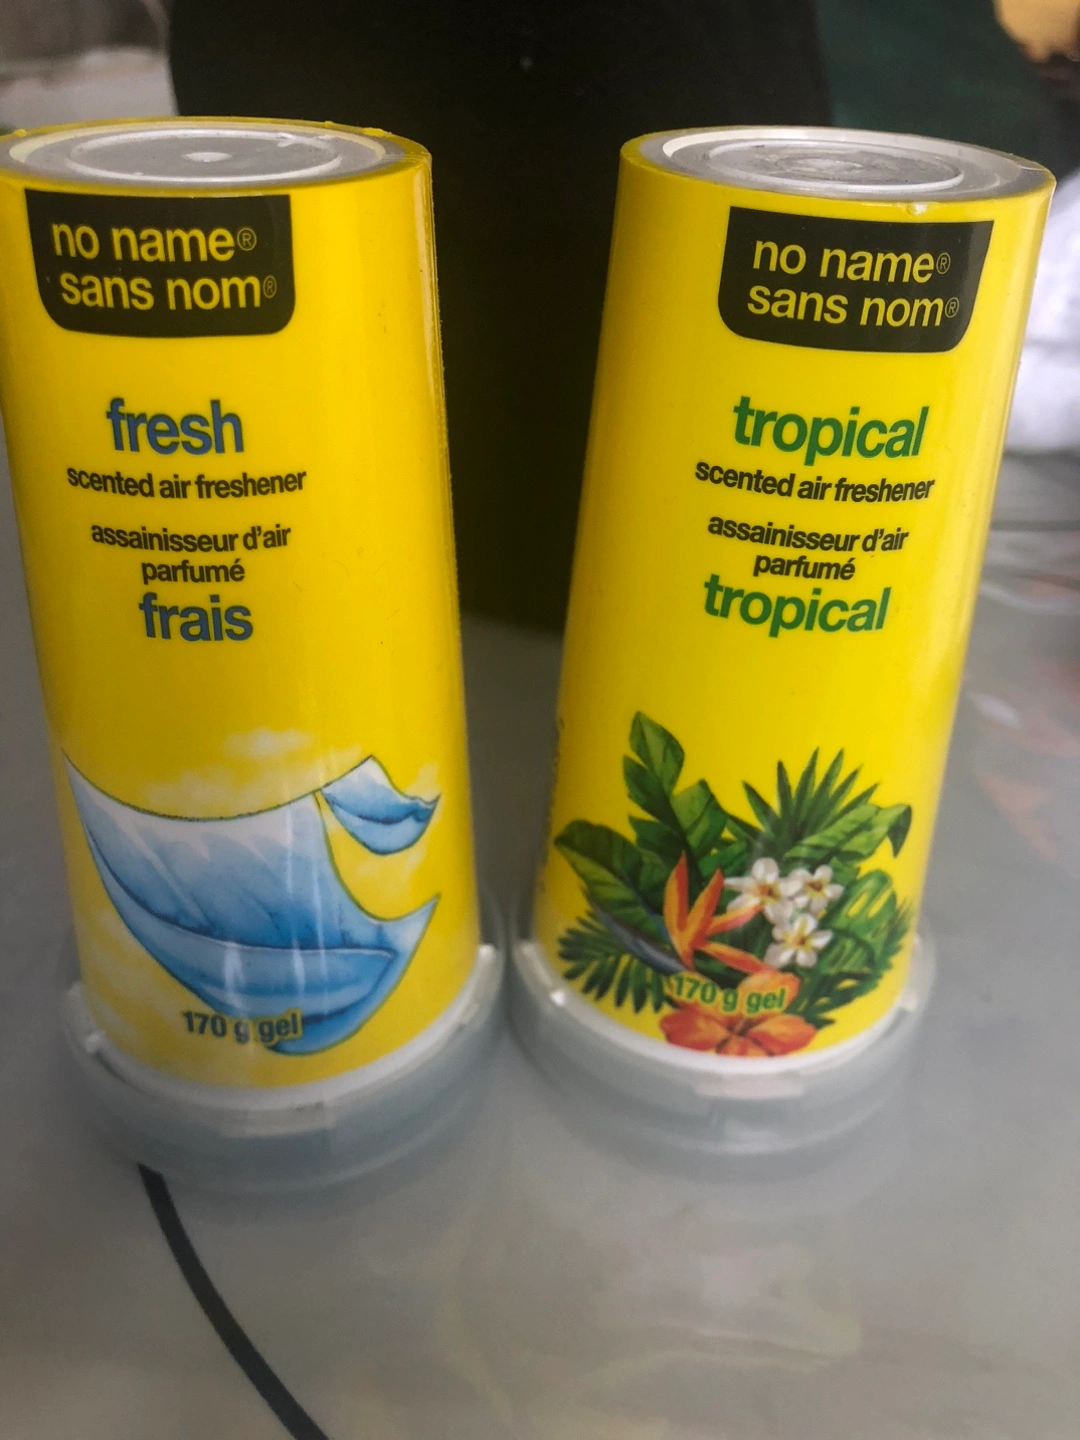 no name®
sans nom®
fresh
scented air freshener
assainisseur d'air
parfumé
frais
170 g gel
no name®
sans nom®
tropical
scented air freshener
assainisseur d'air
parfumé
tropical
170 g gel